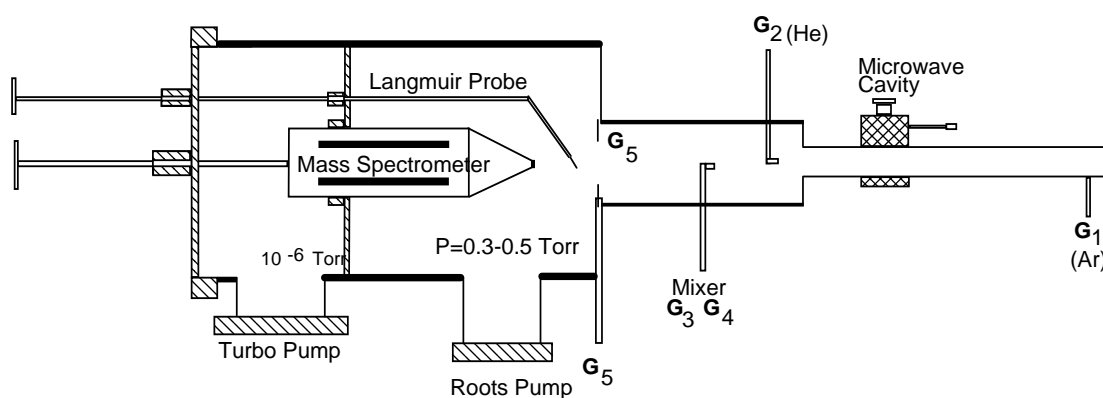 G2 (He)
Microwave
Cavity
Langmuir Probe
G5
Mass Spectrometer
G1
(Ar)
P=0.3-0.5 Torr
10 -6 Torr
Mixer
G3 G4
Turbo Pump
G5
Roots Pump